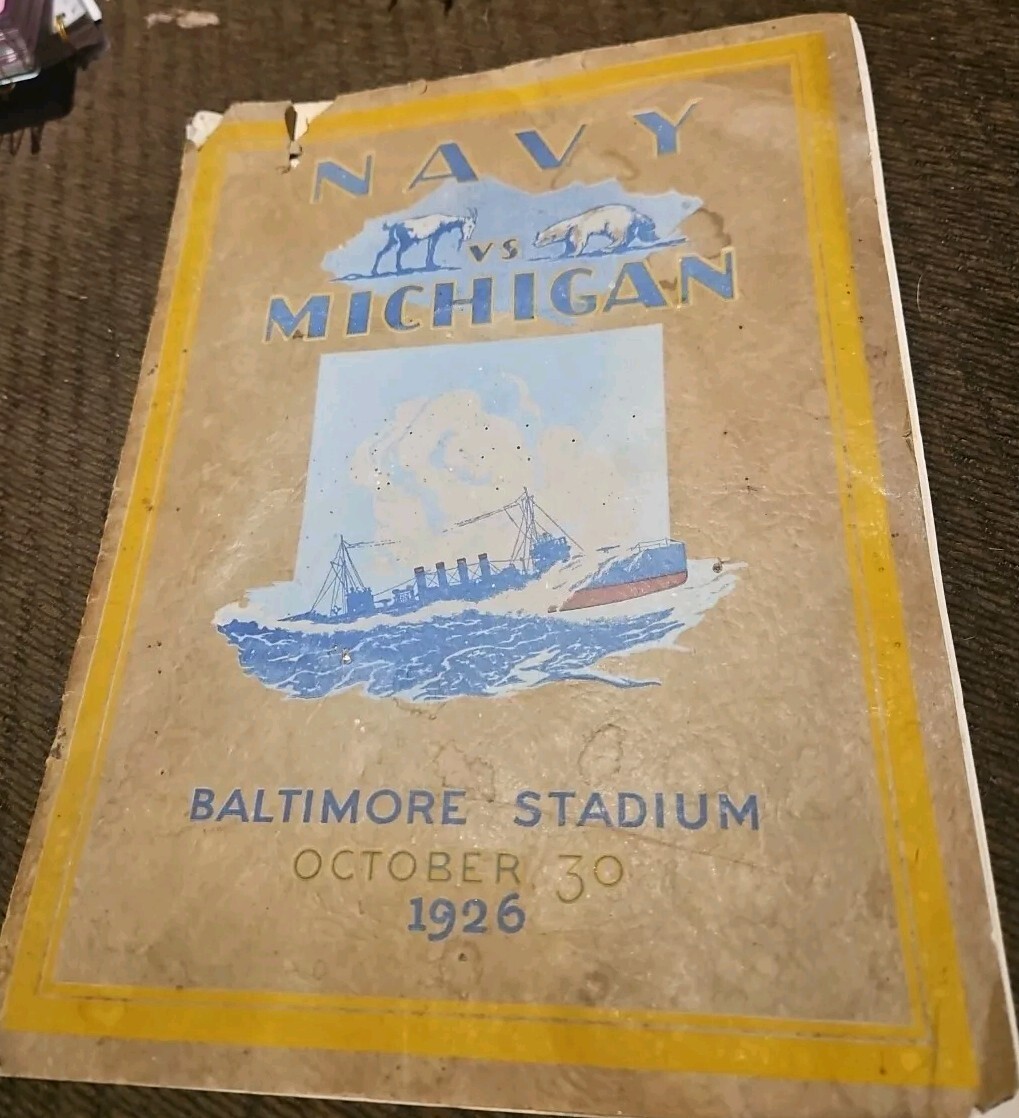 NAVY
VS
MICHIGAN
BALTIMORE STADIUM
OCTOBER 30
1926